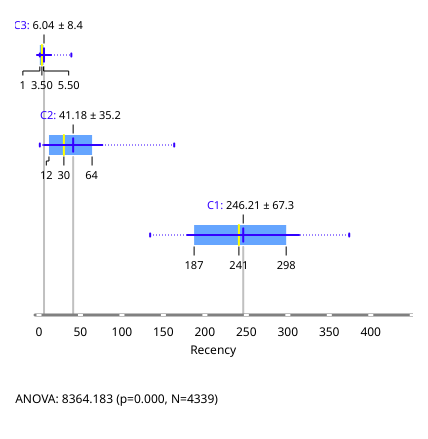 C3: 6.04 ± 8.4
1 3.50 5.50
C2: 41.18 ± 35.2
12 30 64
C1: 246.21 ± 67.3
187 241 298
0 50 100 150 200 250 300 350 400
Recency
ANOVA: 8364.183 (p=0.000, N=4339)